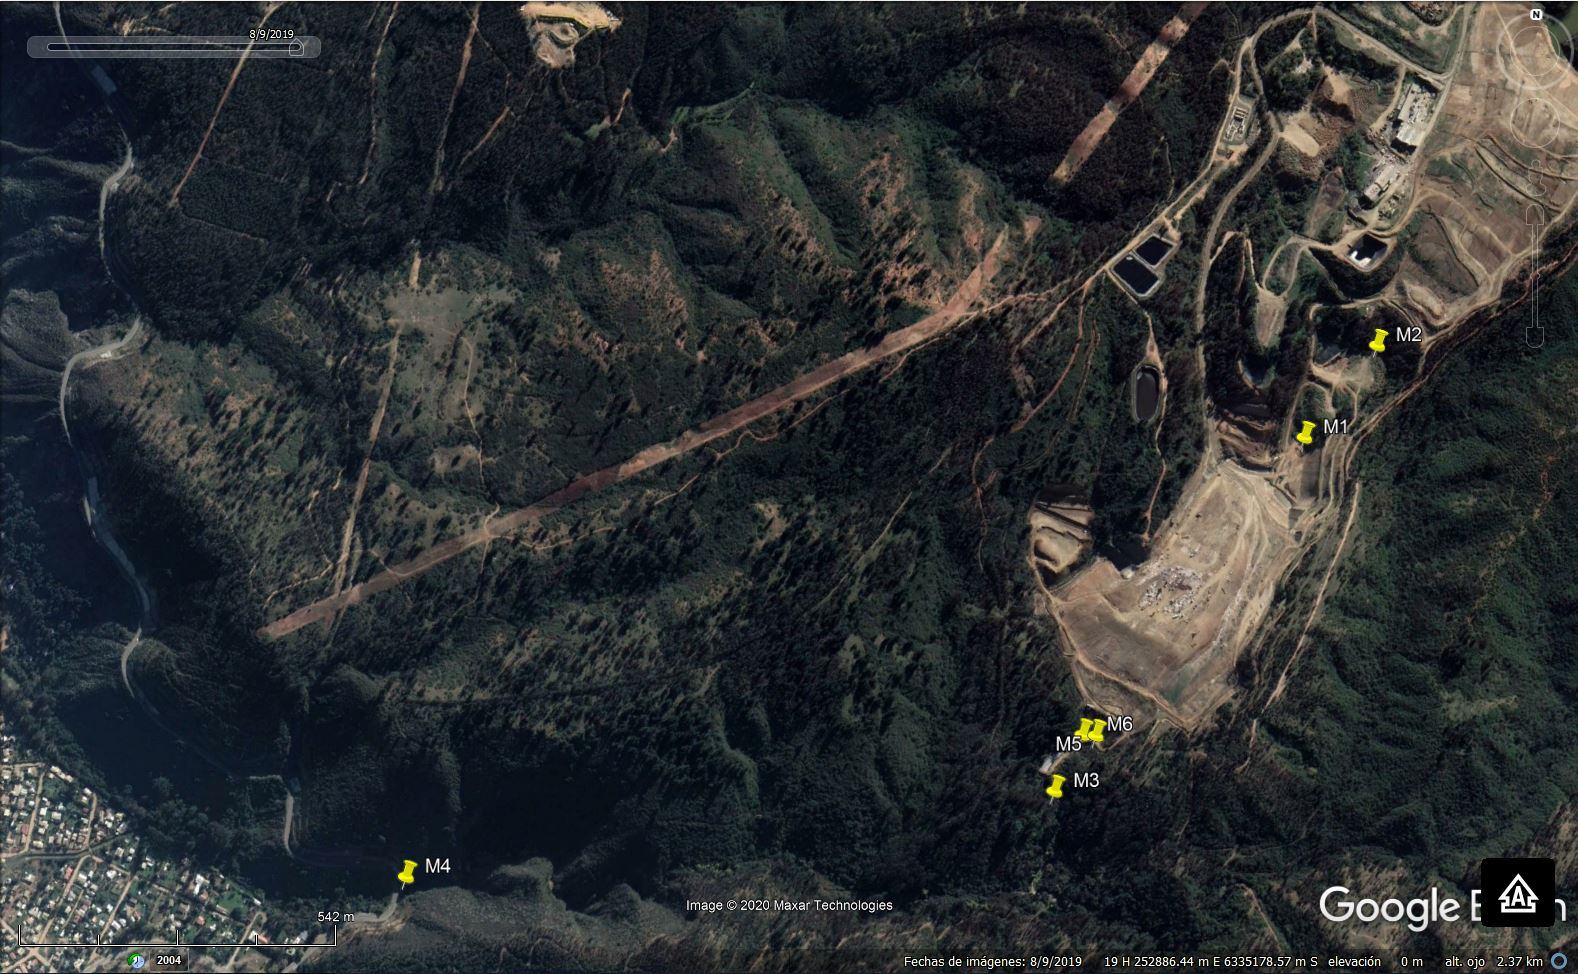 8/9/2019
N
M2
M1
M6
M5
M3
M4
542 m
Image © 2020 Maxar Technologies
Google
A
2004
Fechas de imágenes: 8/9/2019 19 H 252886.44 m E 6335178.57 m S elevación 0 m alt. ojo 2.37 km